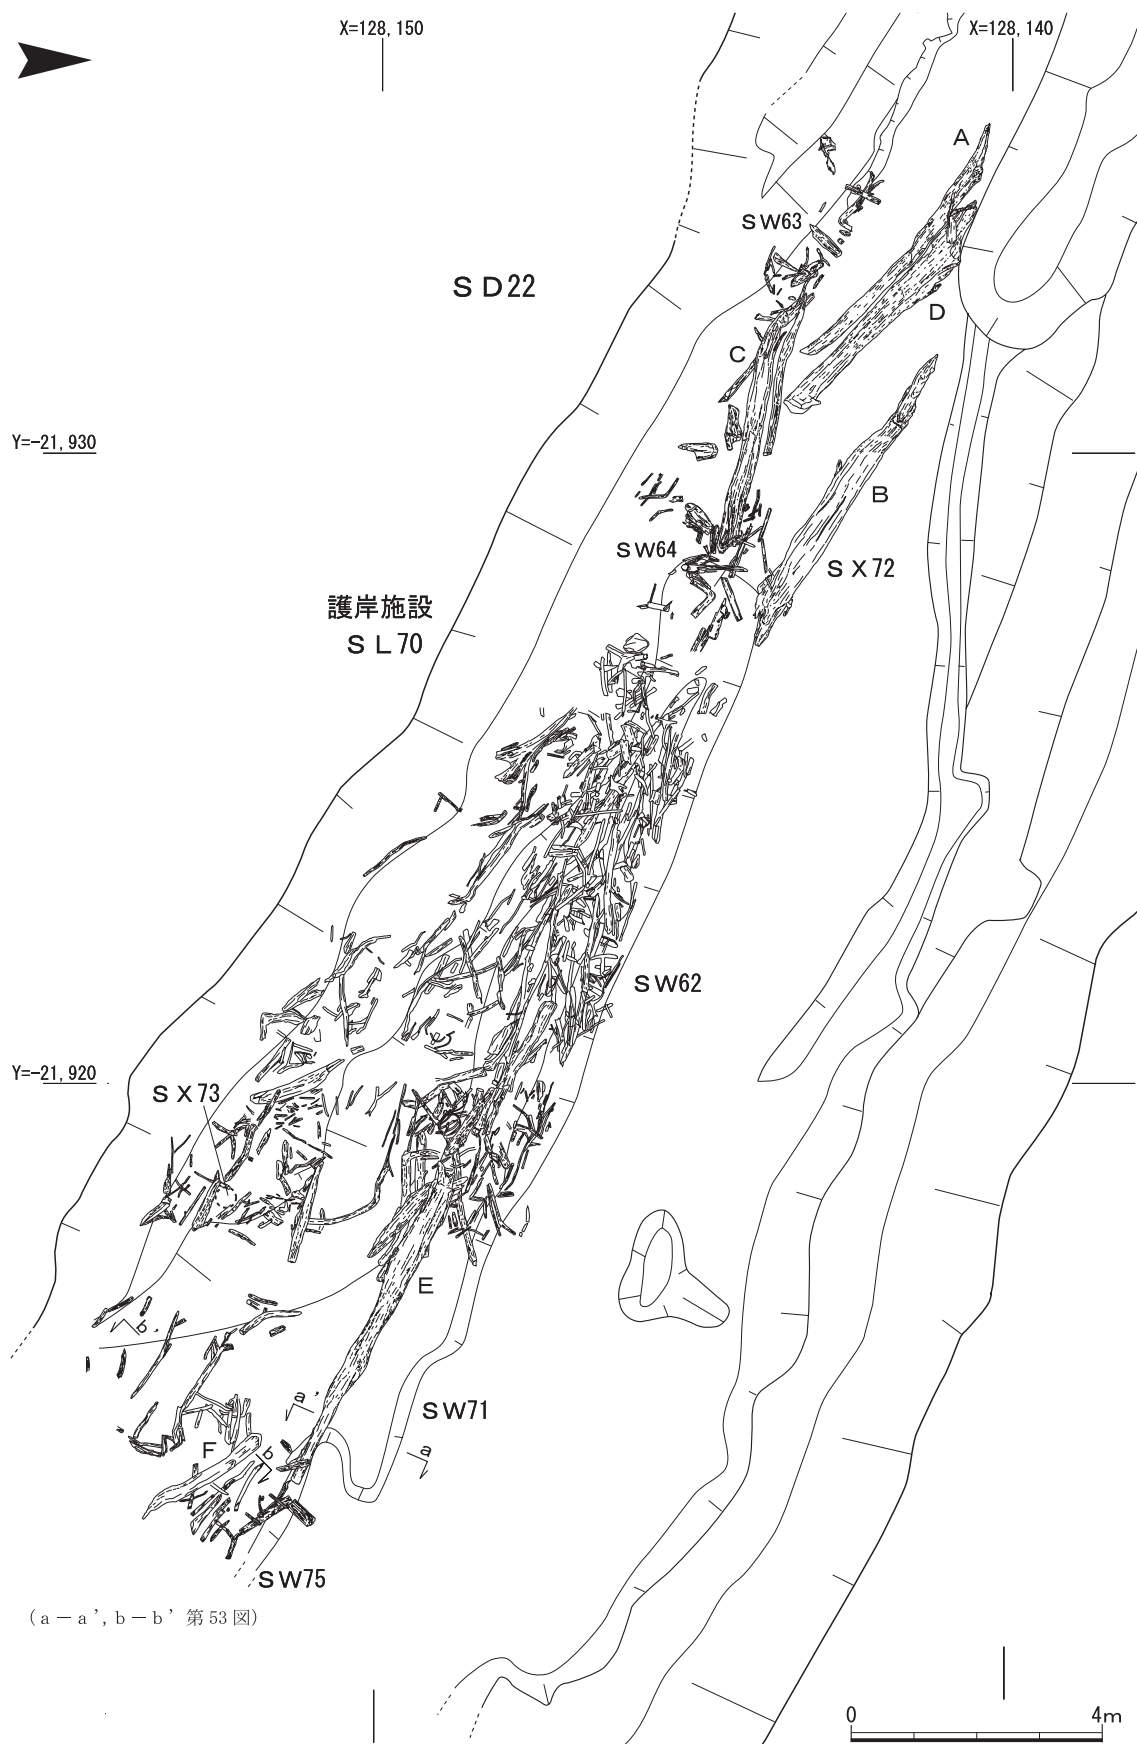 X=128,150
X=128,140
A
SW63
SD22
D
C
Y=-21,930
B
SW64
SX72
護岸施設
SL70
SW62
Y=-21,920
SX73
E
b'
a'
SW71
F
b
a
SW75
(a－a’, b－b’ 第53図)
0 4m